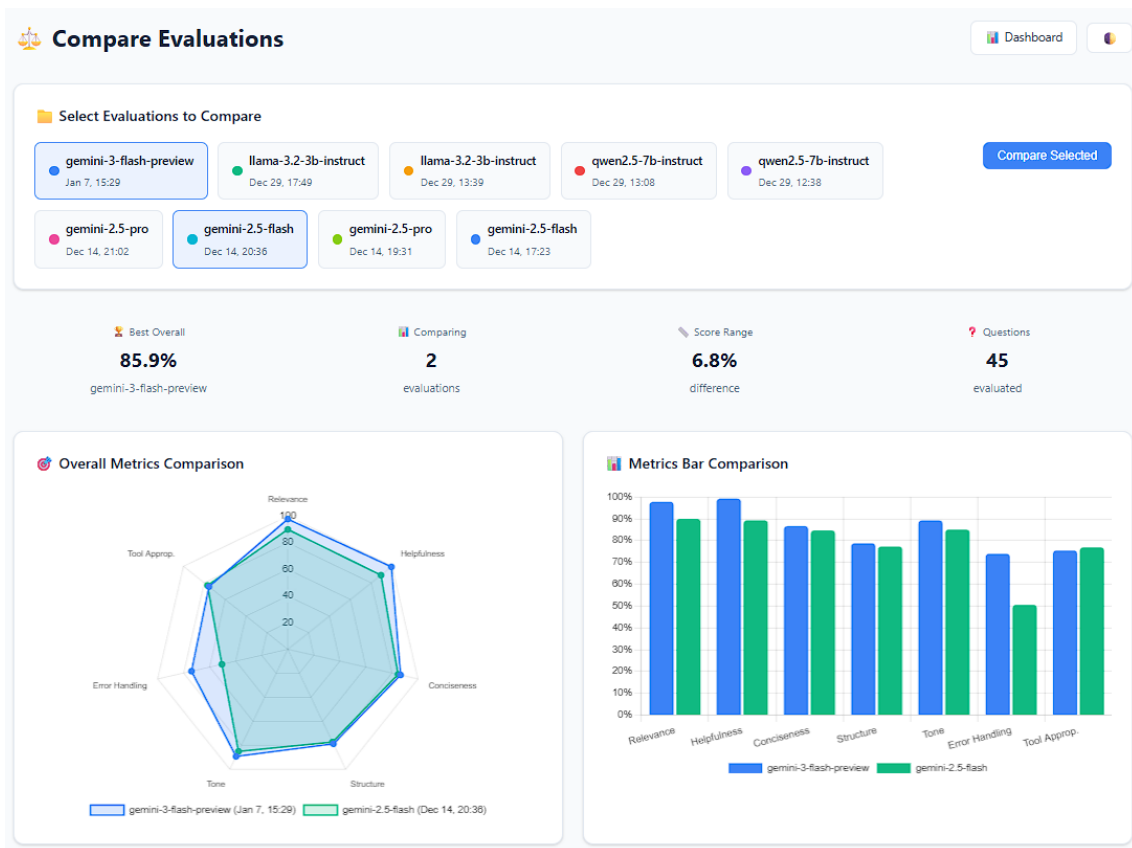 Compare Evaluations
Dashboard
Select Evaluations to Compare
gemini-3-flash-preview
Jan 7, 15:29
llama-3.2-3b-instruct
Dec 29, 17:49
llama-3.2-3b-instruct
Dec 29, 13:39
qwen2.5-7b-instruct
Dec 29, 13:08
qwen2.5-7b-instruct
Dec 29, 12:38
Compare Selected
gemini-2.5-pro
Dec 14, 21:02
gemini-2.5-flash
Dec 14, 20:36
gemini-2.5-pro
Dec 14, 19:31
gemini-2.5-flash
Dec 14, 17:23
Best Overall
85.9%
gemini-3-flash-preview
Comparing
2
evaluations
Score Range
6.8%
difference
Questions
45
evaluated
Overall Metrics Comparison
Relevance
100
Tool Approp.
80
Helpfulness
60
40
20
Error Handling
Conciseness
Tone
Structure
gemini-3-flash-preview (Jan 7, 15:29)
gemini-2.5-flash (Dec 14, 20:36)
Metrics Bar Comparison
100%
90%
80%
70%
60%
50%
40%
30%
20%
10%
0%
Relevance
Helpfulness
Conciseness
Structure
Tone
Error Handling
Tool Approp.
gemini-3-flash-preview
gemini-2.5-flash